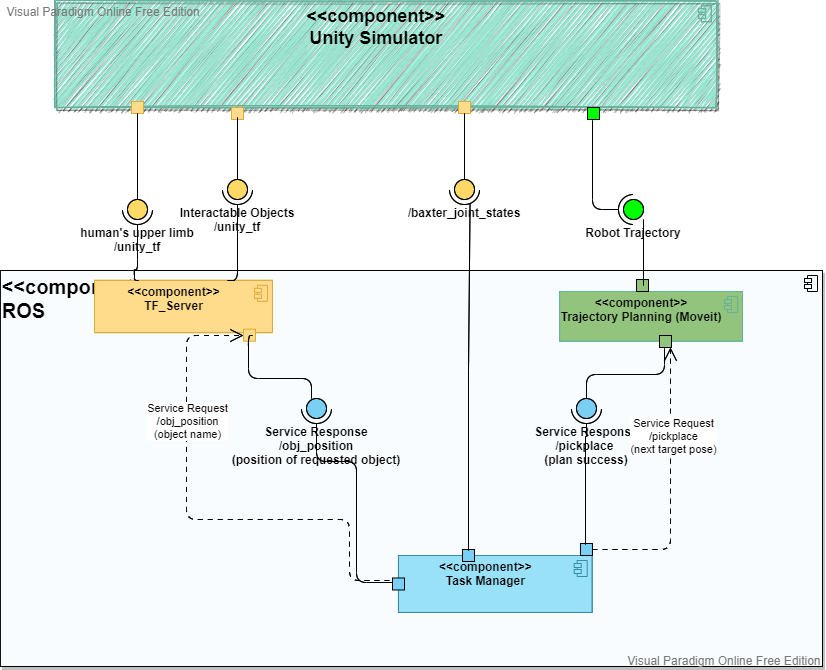 Visual Paradigm Online Free Edition
<<component>>
Unity Simulator
human's upper limb
/unity_tf
Interactable Objects
/unity_tf
/baxter_joint_states
Robot Trajectory
<<compo
ROS
<<component>>
TF_Server
<<component>>
Trajectory Planning (Moveit)
Service Request
/obj_position
(object name)
Service Response
/obj_position
(position of requested object)
Service Respons
/pickplace
(plan success)
Service Request
/pickplace
(next target pose)
<<component>>
Task Manager
Visual Paradigm Online Free Edition